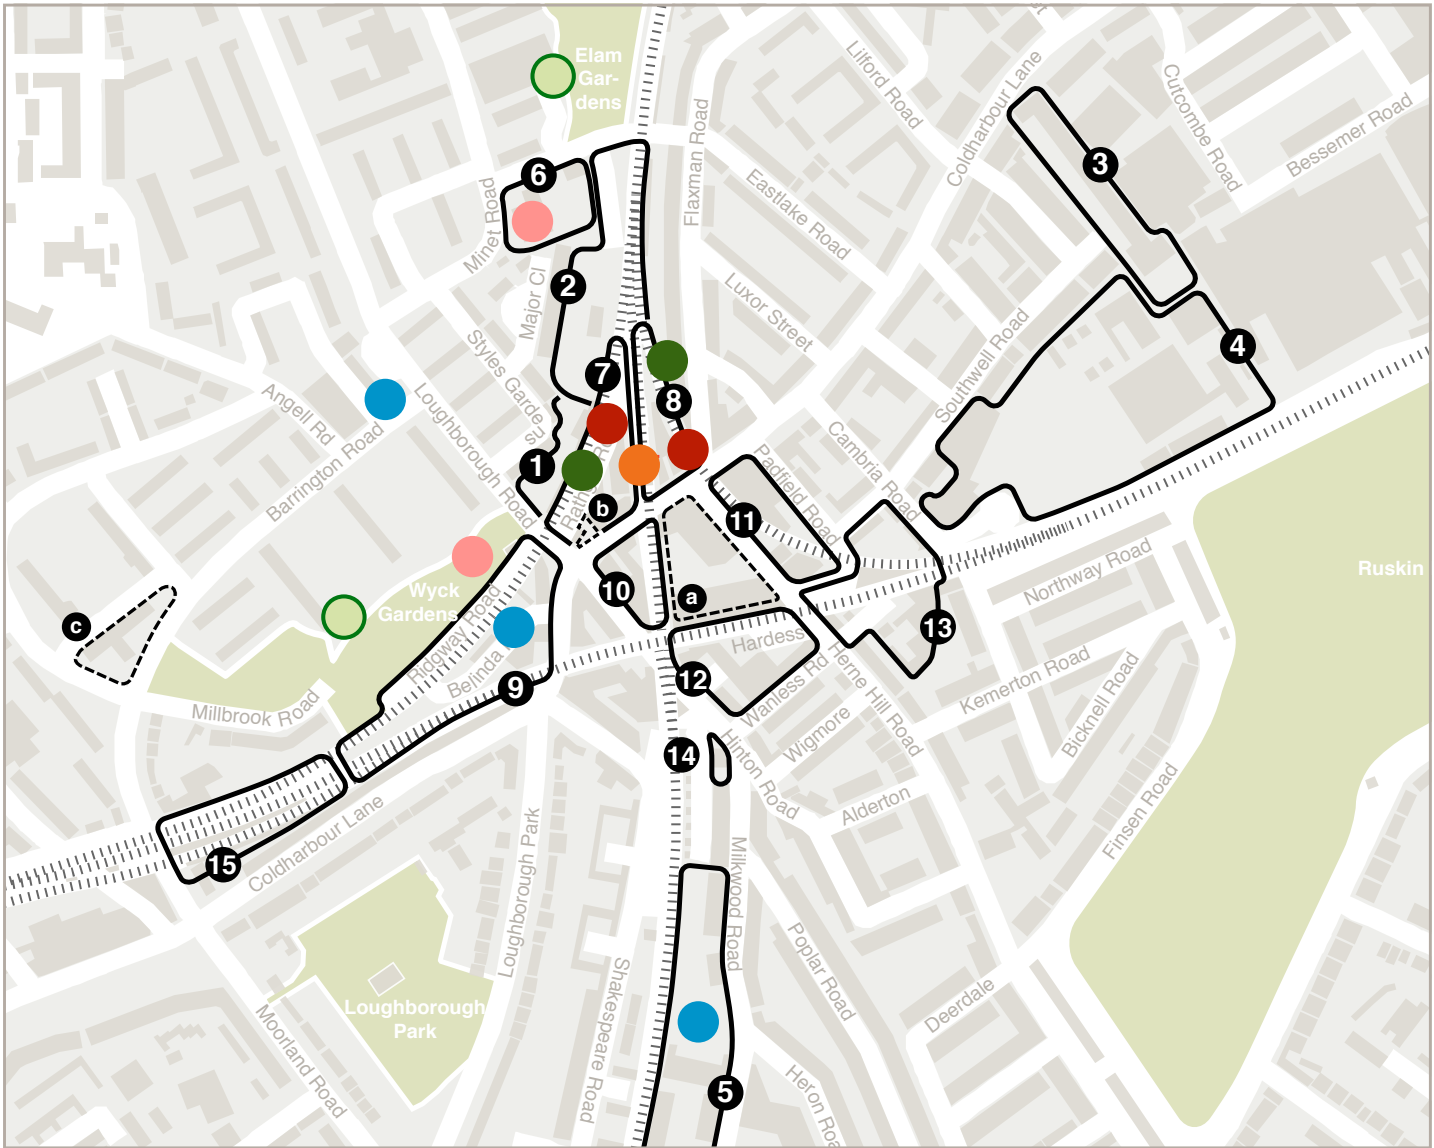 Elam
Gar-
dens
Lilford Road
Coldharbour Lane
Cutcombe Road
Bessemer Road
Flaxman Road
3
6
Minet Road
Eastlake Road
2
Major Cl
Luxor Street
Styles Garde
su
Southwell Road
4
7
8
Angell Rd
Barrington Road
Loughborough Road
1
b
Padfield Road
Cambria Road
11
Wyck
Gardens
10
a
Northway Road
Ruskin
c
Ridgway Road
Belinda
9
Hardess
13
12
Wanless Rd
Herne Hill Road
Kemerton Road
Bicknell Road
Millbrook Road
14
Hinton Road
Wigmore
Alderton
Finsen Road
15
Coldharbour Lane
Loughborough Park
Milkwood Road
Poplar Road
Shakespeare Road
Loughborough
Park
Moorland Road
Deerdale
5
Heron Roa